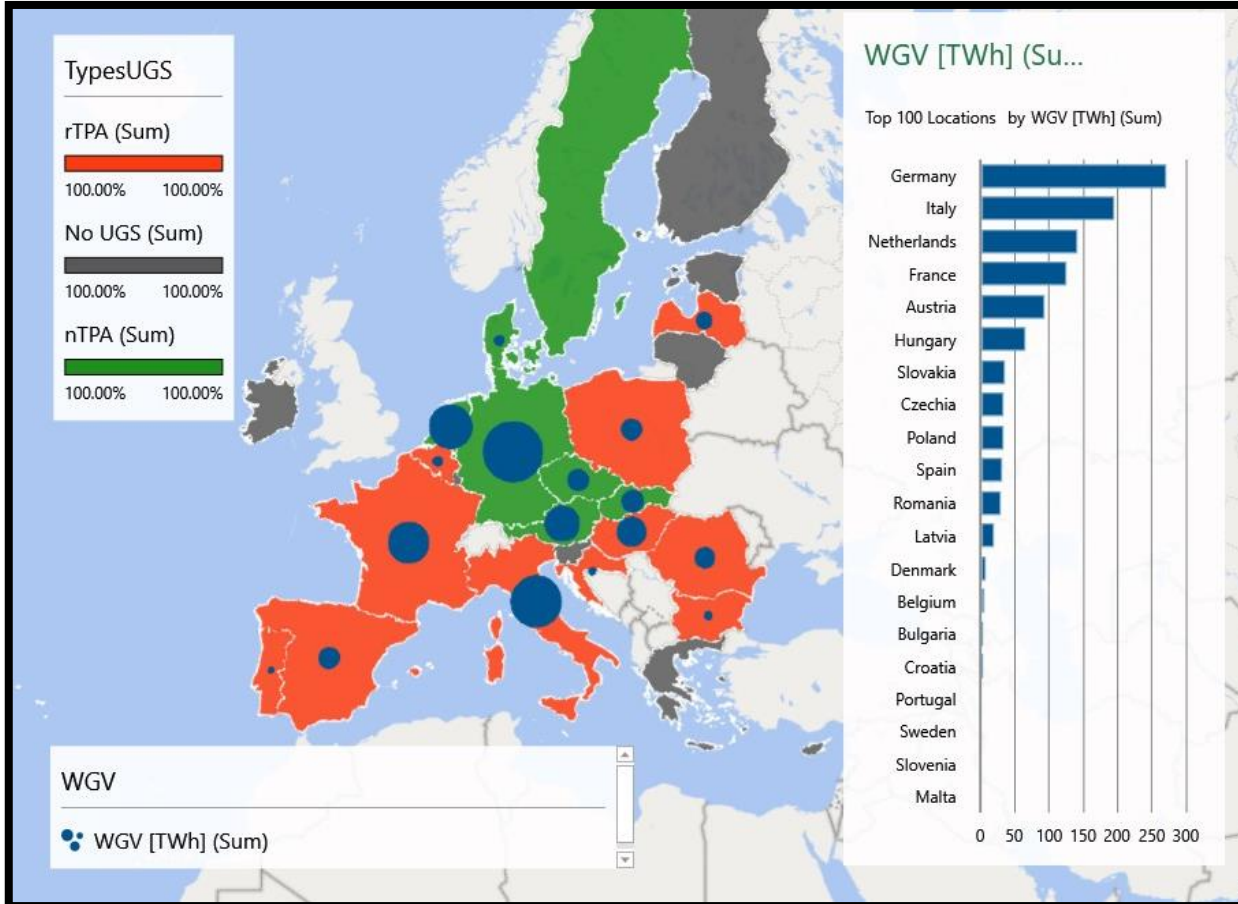 TypesUGS
rTPA (Sum)
100.00% 100.00%
No UGS (Sum)
100.00% 100.00%
nTPA (Sum)
100.00% 100.00%
WGV
WGV [TWh] (Sum)
WGV [TWh] (Su...
Top 100 Locations by WGV [TWh] (Sum)
Germany
Italy
Netherlands
France
Austria
Hungary
Slovakia
Czechia
Poland
Spain
Romania
Latvia
Denmark
Belgium
Bulgaria
Croatia
Portugal
Sweden
Slovenia
Malta
0 50 100 150 200 250 300